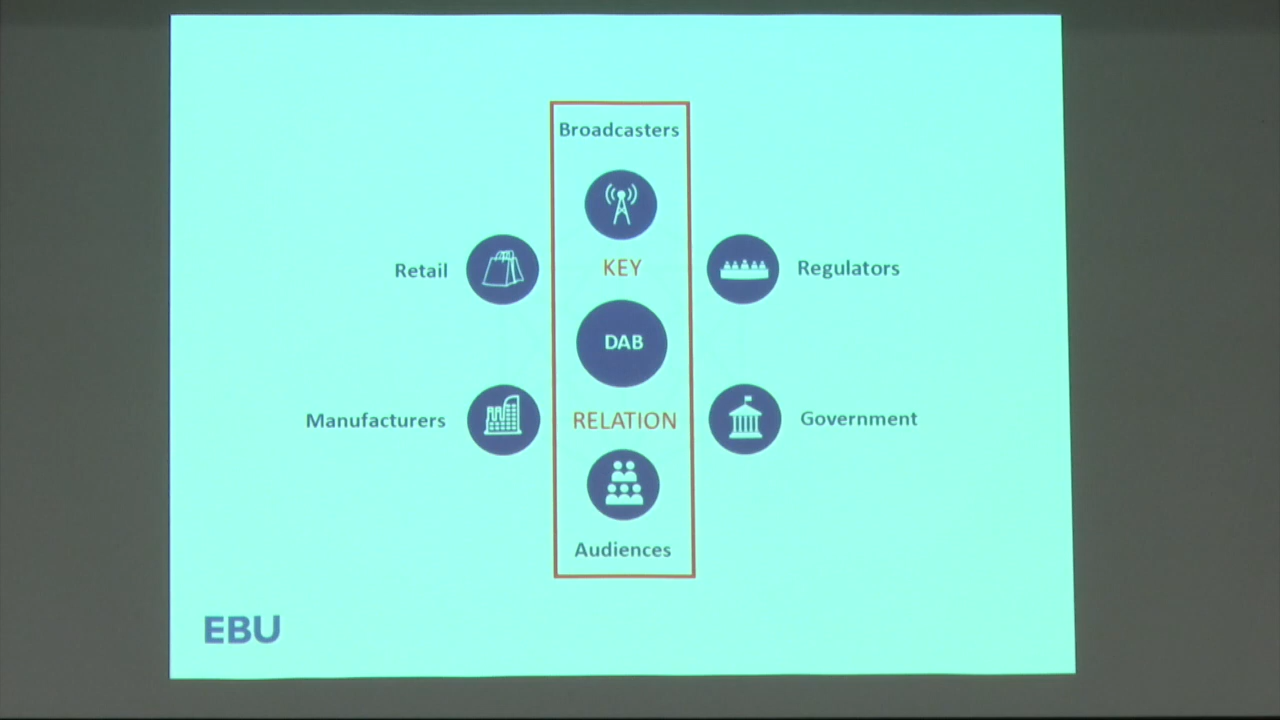 Broadcasters
KEY
Retail
Regulators
DAB
Manufacturers
RELATION
Government
Audiences
EBU